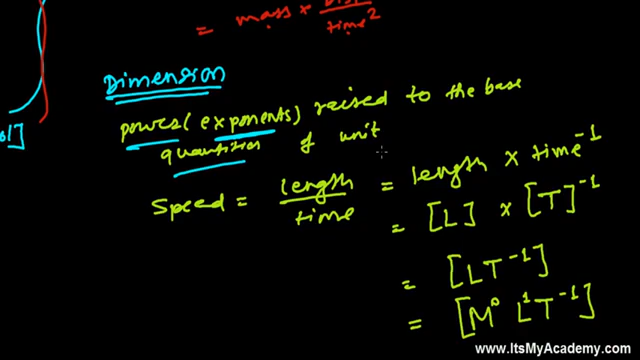 = mass × Dist / time²
Dimension
power (exponents) raised to the base
quantities of unit
Speed = length / time = length × time⁻¹
= [L] × [T]⁻¹
= [LT⁻¹]
= [M⁰ L¹ T⁻¹]
www.ItsMyAcademy.com